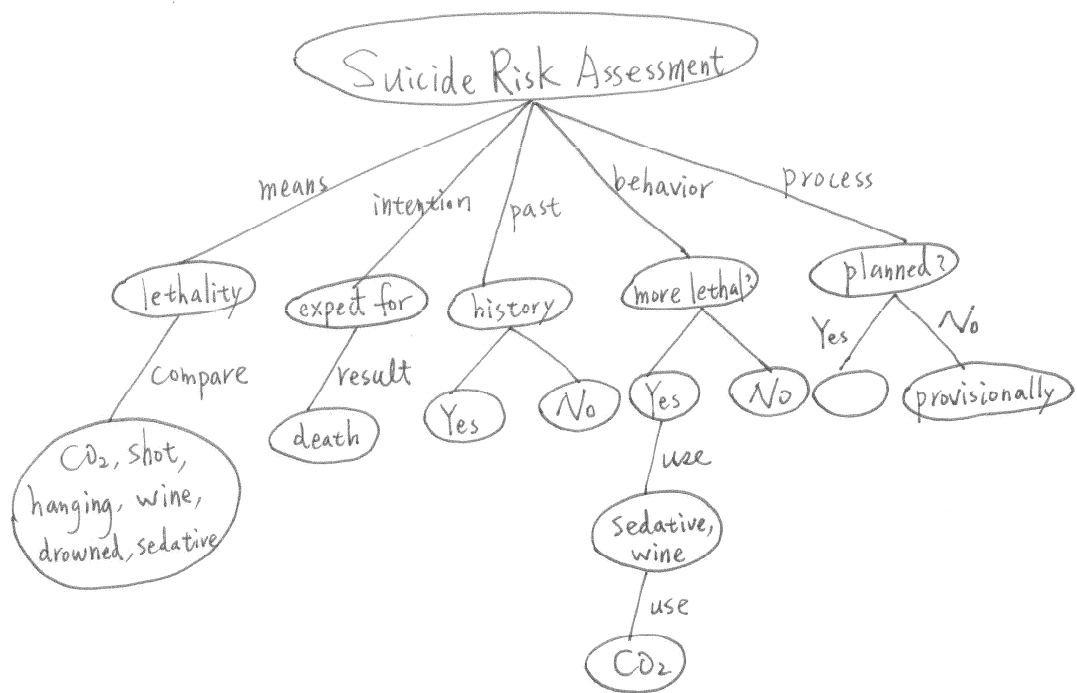 Suicide Risk Assessment
means
intention
past
behavior
process
lethality
expect for
history
more lethal?
planned?
compare
result
Yes
No
CO₂, shot,
hanging, wine,
drowned, sedative
death
Yes
No
Yes
No
provisionally
use
sedative,
wine
use
CO₂